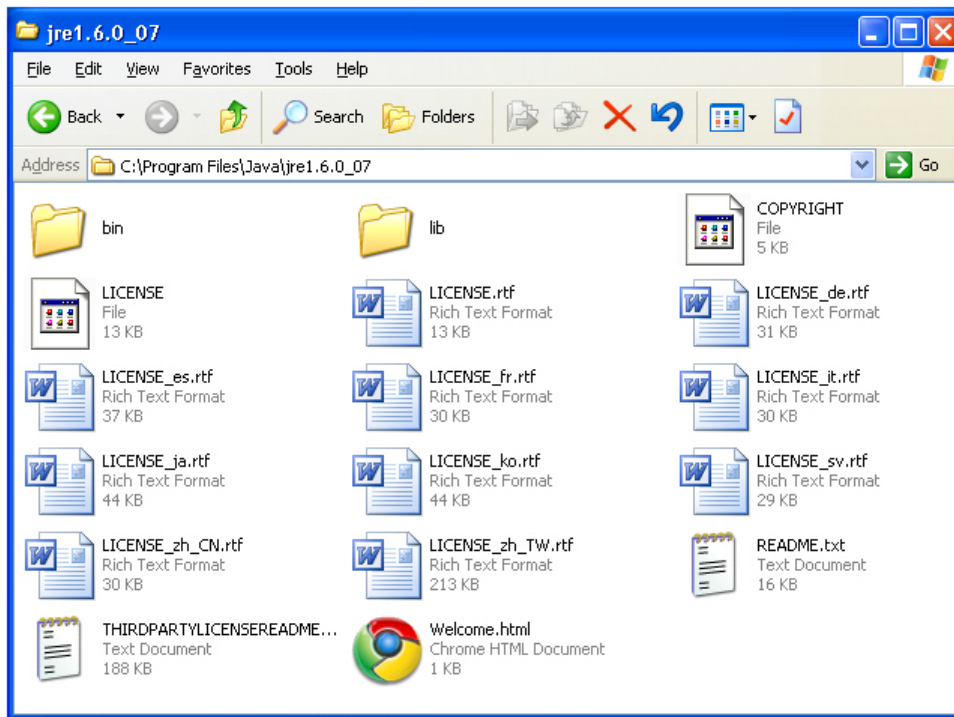 jre1.6.0_07
File Edit View Favorites Tools Help
Back Search Folders
Address C:\Program Files\Java\jre1.6.0_07 Go
bin
lib
COPYRIGHT
File
5 KB
LICENSE
File
13 KB
LICENSE.rtf
Rich Text Format
13 KB
LICENSE_de.rtf
Rich Text Format
31 KB
LICENSE_es.rtf
Rich Text Format
37 KB
LICENSE_fr.rtf
Rich Text Format
30 KB
LICENSE_it.rtf
Rich Text Format
30 KB
LICENSE_ja.rtf
Rich Text Format
44 KB
LICENSE_ko.rtf
Rich Text Format
44 KB
LICENSE_sv.rtf
Rich Text Format
29 KB
LICENSE_zh_CN.rtf
Rich Text Format
30 KB
LICENSE_zh_TW.rtf
Rich Text Format
213 KB
README.txt
Text Document
16 KB
THIRDPARTYLICENSEREADME...
Text Document
188 KB
Welcome.html
Chrome HTML Document
1 KB